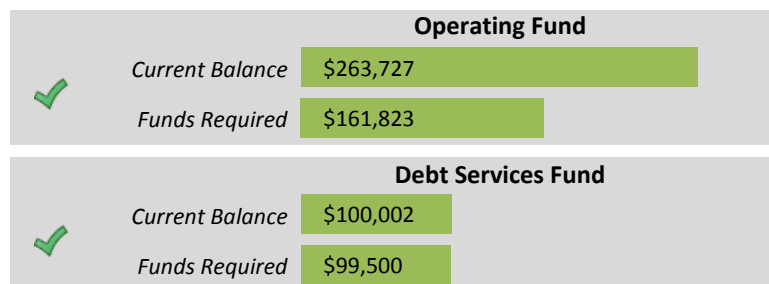 Operating Fund
Current Balance $263,727
Funds Required $161,823
Debt Services Fund
Current Balance $100,002
Funds Required $99,500